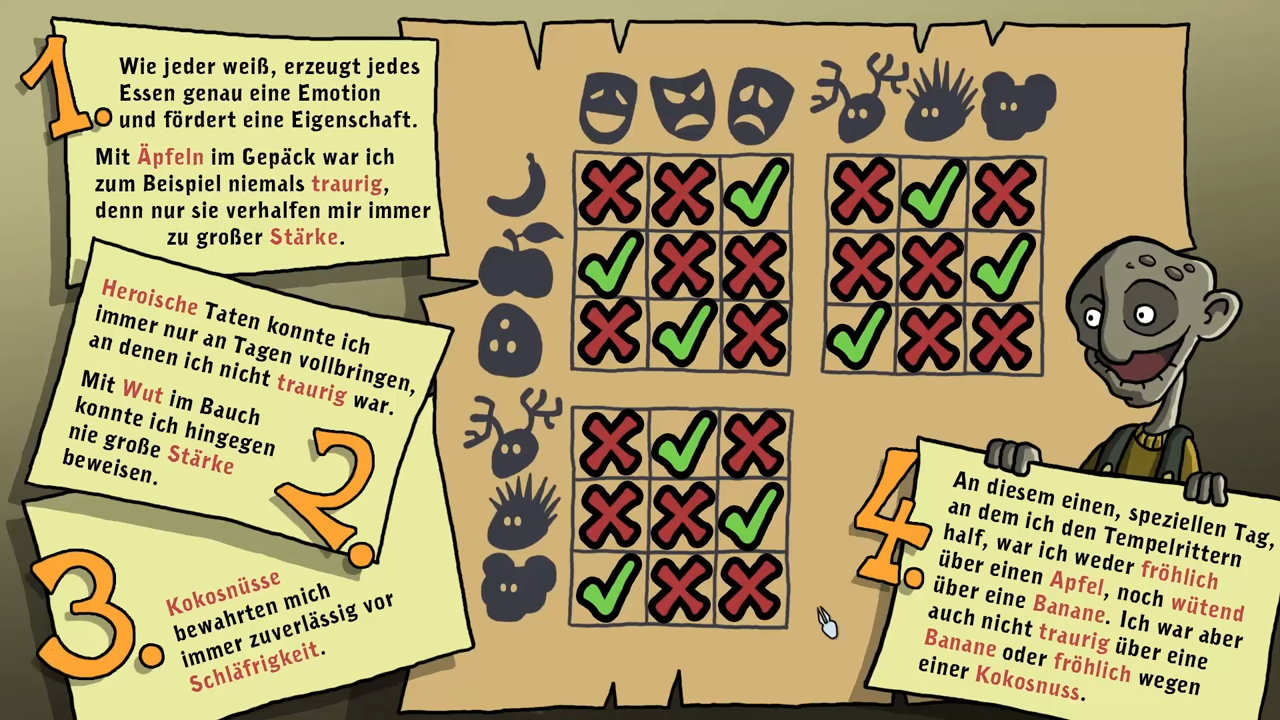 1.
Wie jeder weiß, erzeugt jedes
Essen genau eine Emotion
und fördert eine Eigenschaft.
Mit Äpfeln im Gepäck war ich
zum Beispiel niemals traurig,
denn nur sie verhalfen mir immer
zu großer Stärke.
Heroische Taten konnte ich
immer nur an Tagen vollbringen,
an denen ich nicht traurig war.
Mit Wut im Bauch
konnte ich hingegen
nie große Stärke
beweisen.
2.
3.
Kokosnüsse
bewahrten mich
immer zuverlässig vor
Schläfrigkeit.
4.
An diesem einen, speziellen Tag,
an dem ich den Tempelrittern
half, war ich weder fröhlich
über einen Apfel, noch wütend
über eine Banane. Ich war aber
auch nicht traurig über eine
Banane oder fröhlich wegen
einer Kokosnuss.